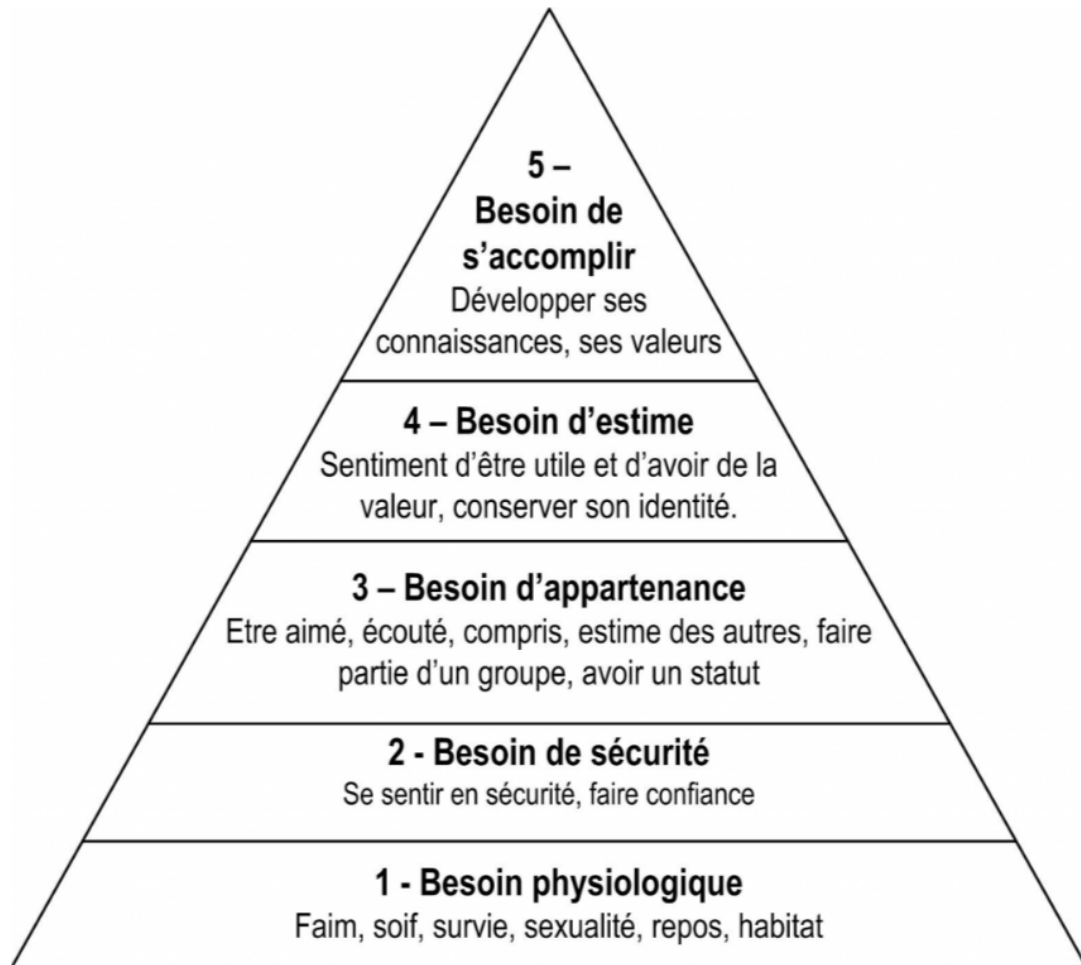 5 –
Besoin de
s’accomplir
Développer ses
connaissances, ses valeurs
4 – Besoin d’estime
Sentiment d’être utile et d’avoir de la
valeur, conserver son identité.
3 – Besoin d’appartenance
Etre aimé, écouté, compris, estime des autres, faire
partie d’un groupe, avoir un statut
2 - Besoin de sécurité
Se sentir en sécurité, faire confiance
1 - Besoin physiologique
Faim, soif, survie, sexualité, repos, habitat